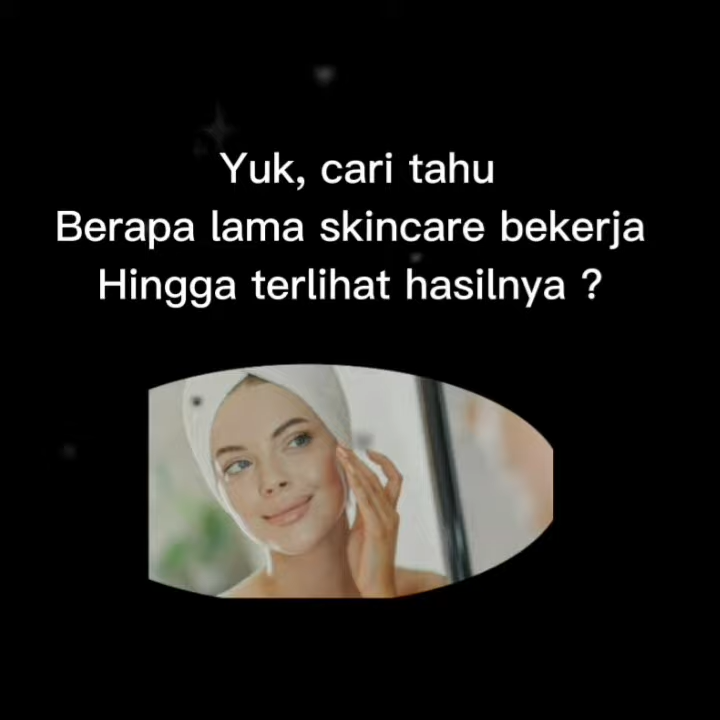 Yuk, cari tahu
Berapa lama skincare bekerja
Hingga terlihat hasilnya ?